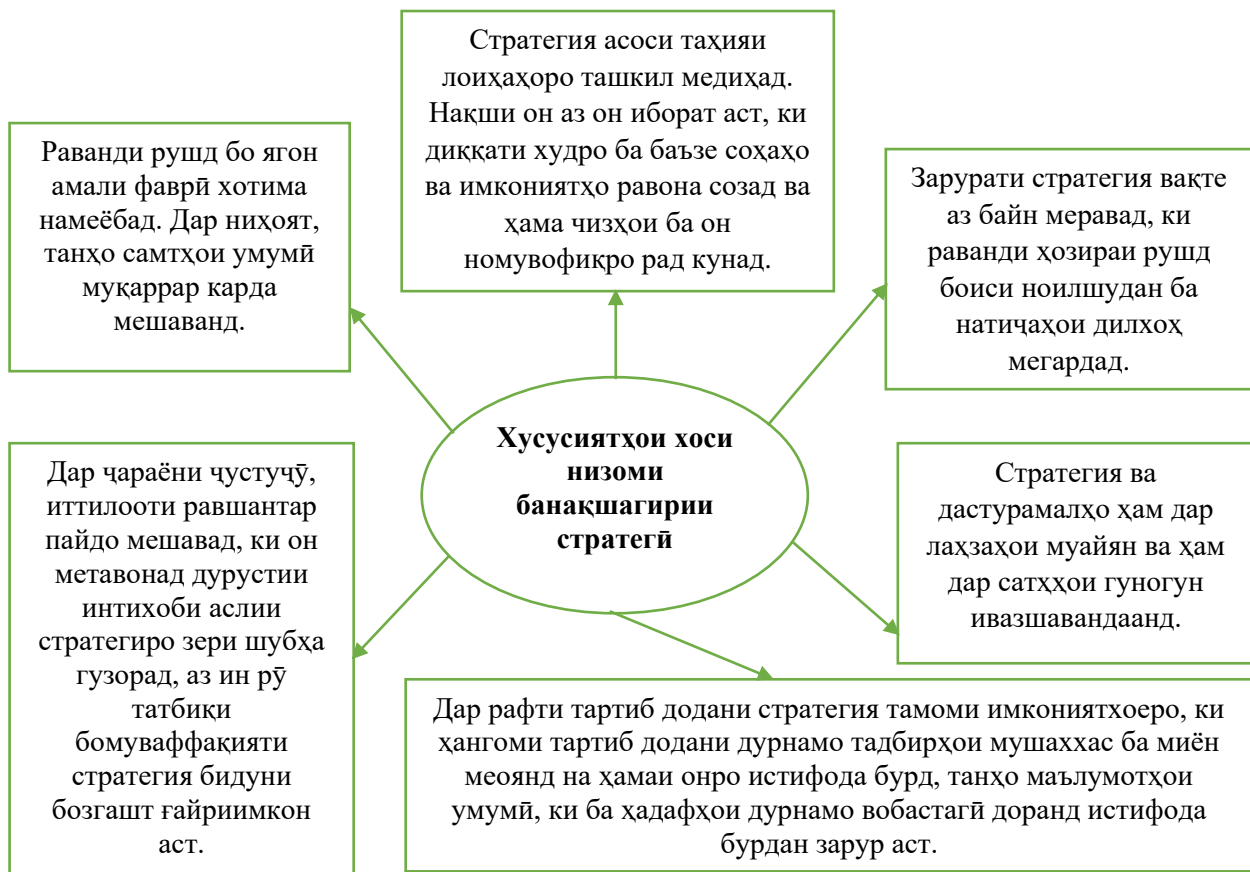 Стратегия асоси таҳияи
лоиҳаҳоро ташкил медиҳад.
Нақши он аз он иборат аст, ки
диққати худро ба баъзе соҳаҳо
ва имкониятҳо равона созад ва
ҳама чизҳои ба он
номувофиқро рад кунад.
Раванди рушд бо ягон
амали фаврӣ хотима
намеёбад. Дар ниҳоят,
танҳо самтҳои умумӣ
муқаррар карда
мешаванд.
Зарурати стратегия вақте
аз байн меравад, ки
раванди ҳозираи рушд
боиси ноилшудан ба
натиҷаҳои дилхоҳ
мегардад.
Хусусиятҳои хоси
низоми
банақшагирии
стратегӣ
Дар ҷараёни ҷустуҷӯ,
иттилооти равшантар
пайдо мешавад, ки он
метавонад дурустии
интихоби аслии
стратегиро зери шубҳа
гузорад, аз ин рӯ
татбиқи
бомуваффақияти
стратегия бидуни
бозгашт ғайриимкон
аст.
Стратегия ва
дастурамалҳо ҳам дар
лаҳзаҳои муайян ва ҳам
дар сатҳҳои гуногун
ивазшавандаанд.
Дар рафти тартиб додани стратегия тамоми имкониятхоеро, ки
ҳангоми тартиб додани дурнамо тадбирҳои мушаххас ба миён
меоянд на ҳамаи онро истифода бурд, танҳо маълумотҳои
умумӣ, ки ба ҳадафҳои дурнамо вобастагӣ доранд истифода
бурдан зарур аст.